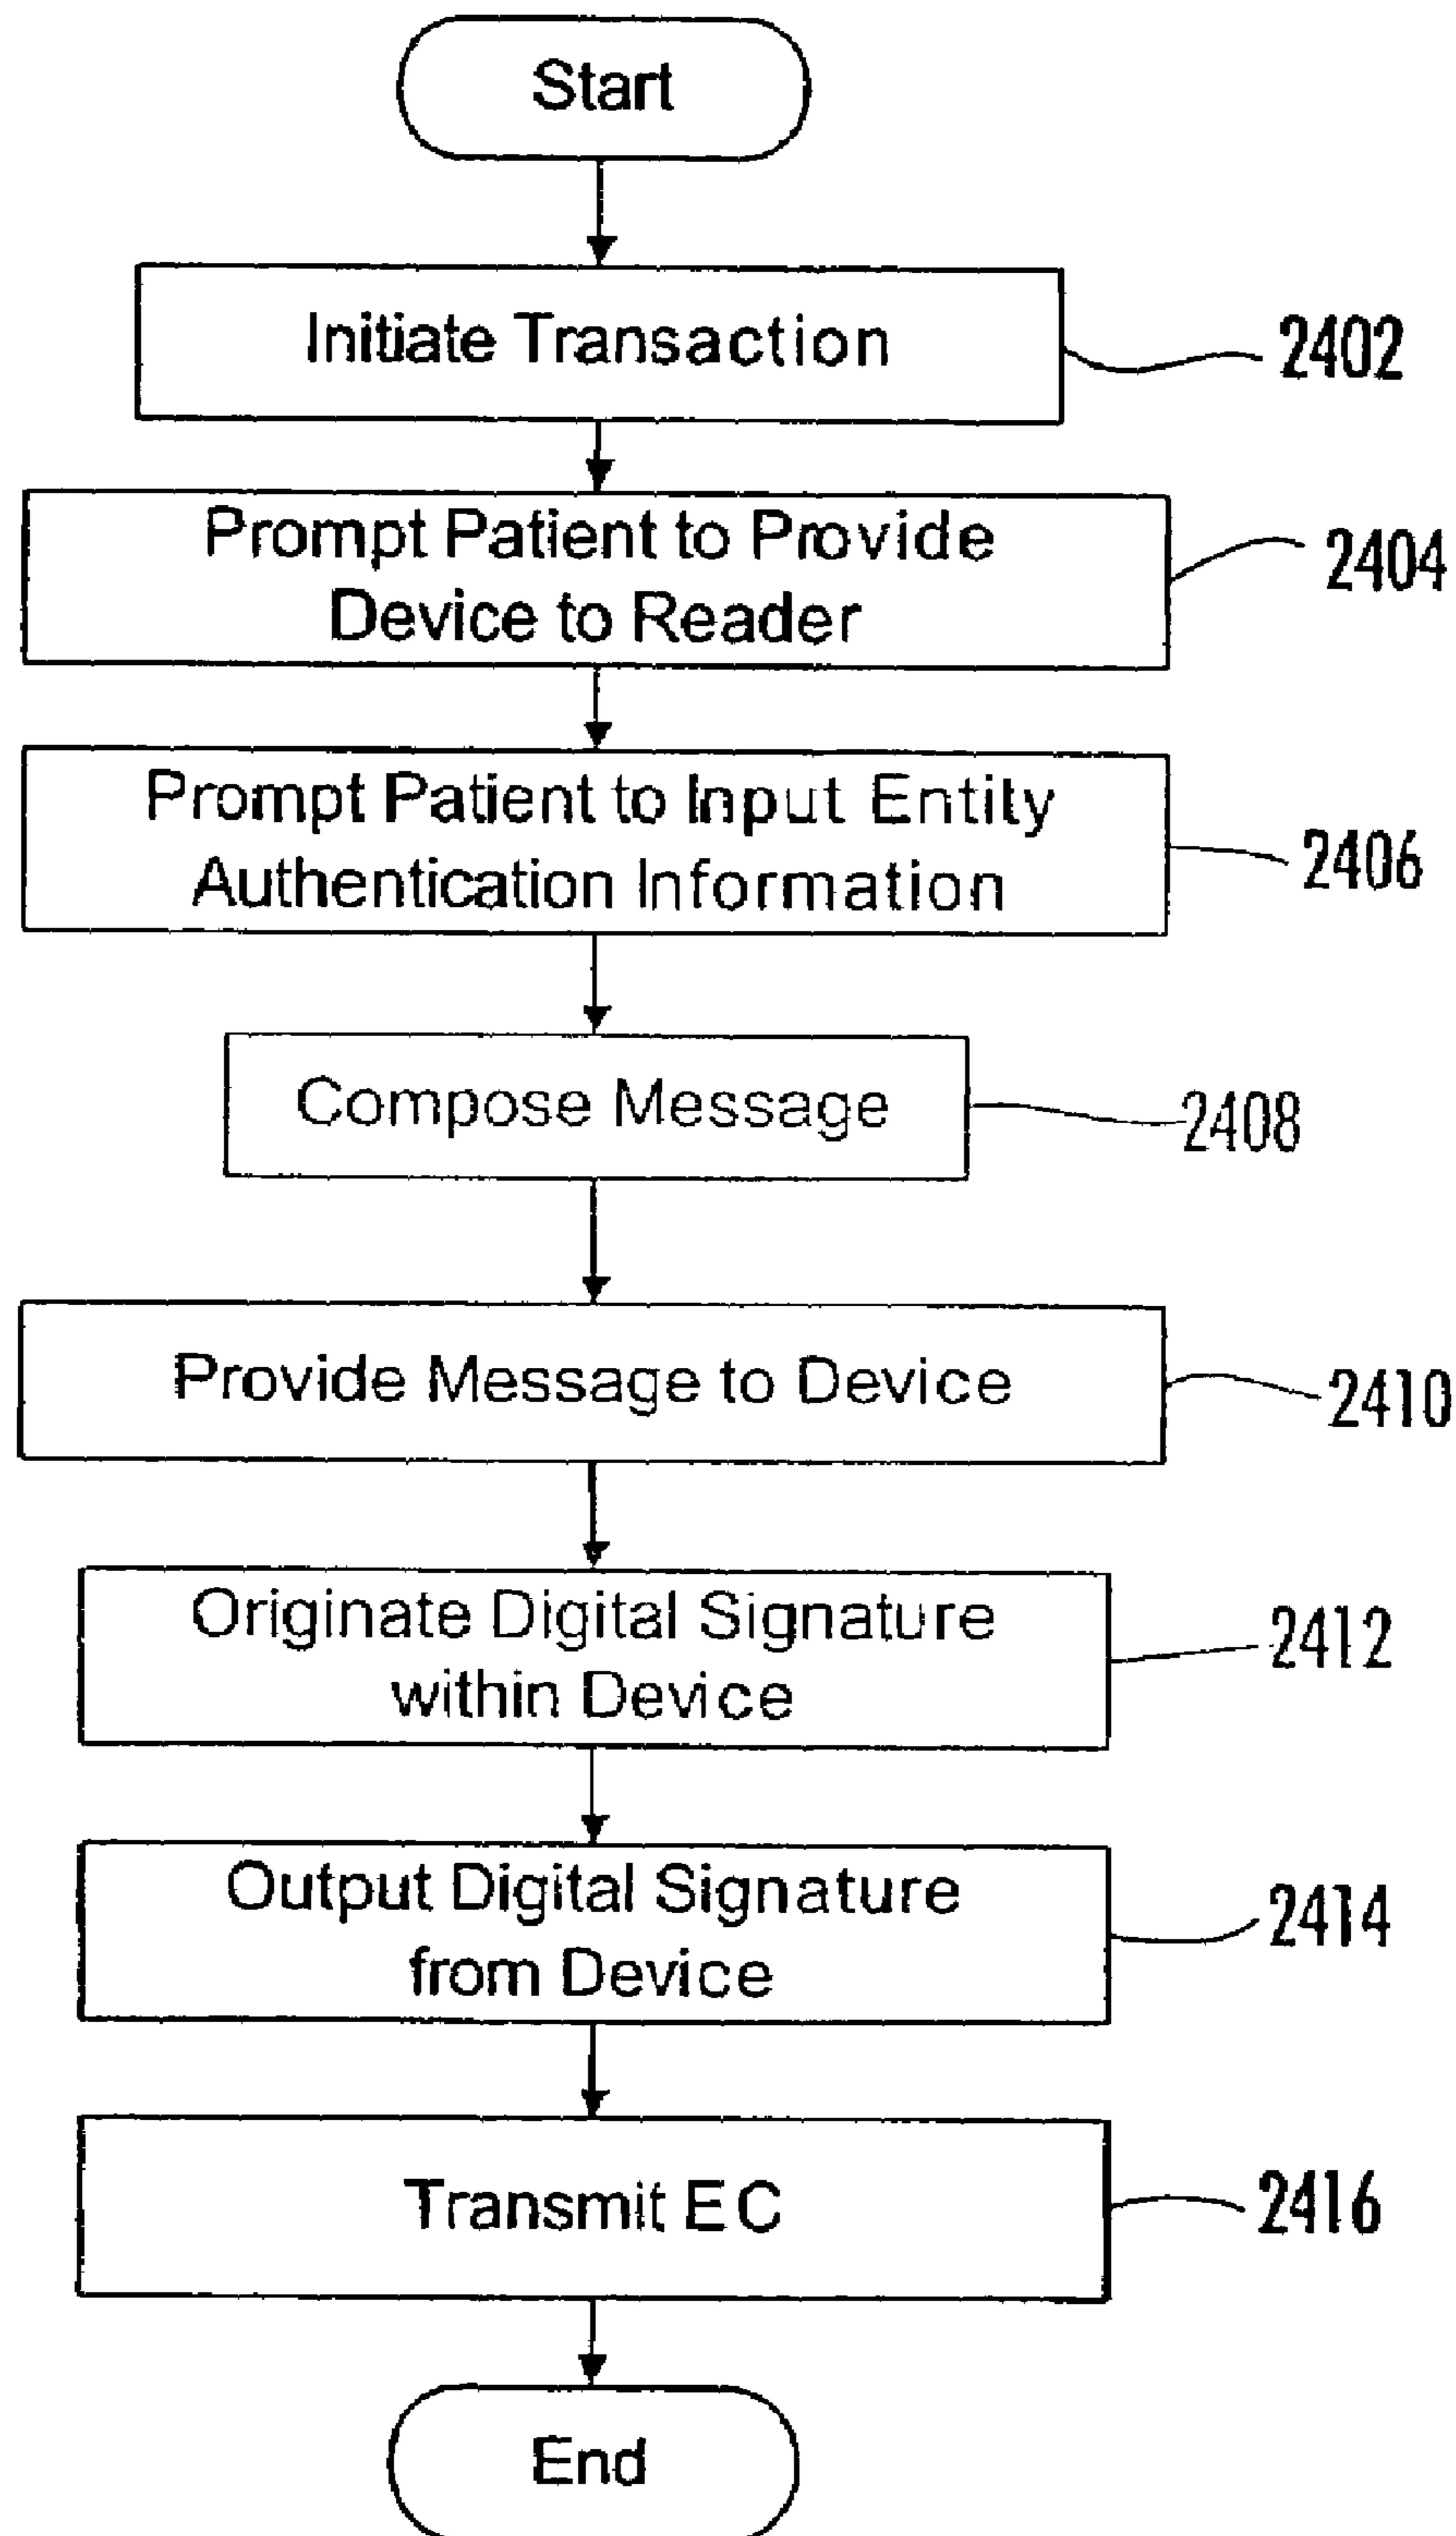 Start
Initiate Transaction
2402
Prompt Patient to Provide
Device to Reader
2404
Prompt Patient to Input Entity
Authentication Information
2406
Compose Message
2408
Provide Message to Device
2410
Originate Digital Signature
within Device
2412
Output Digital Signature
from Device
2414
Transmit EC
2416
End